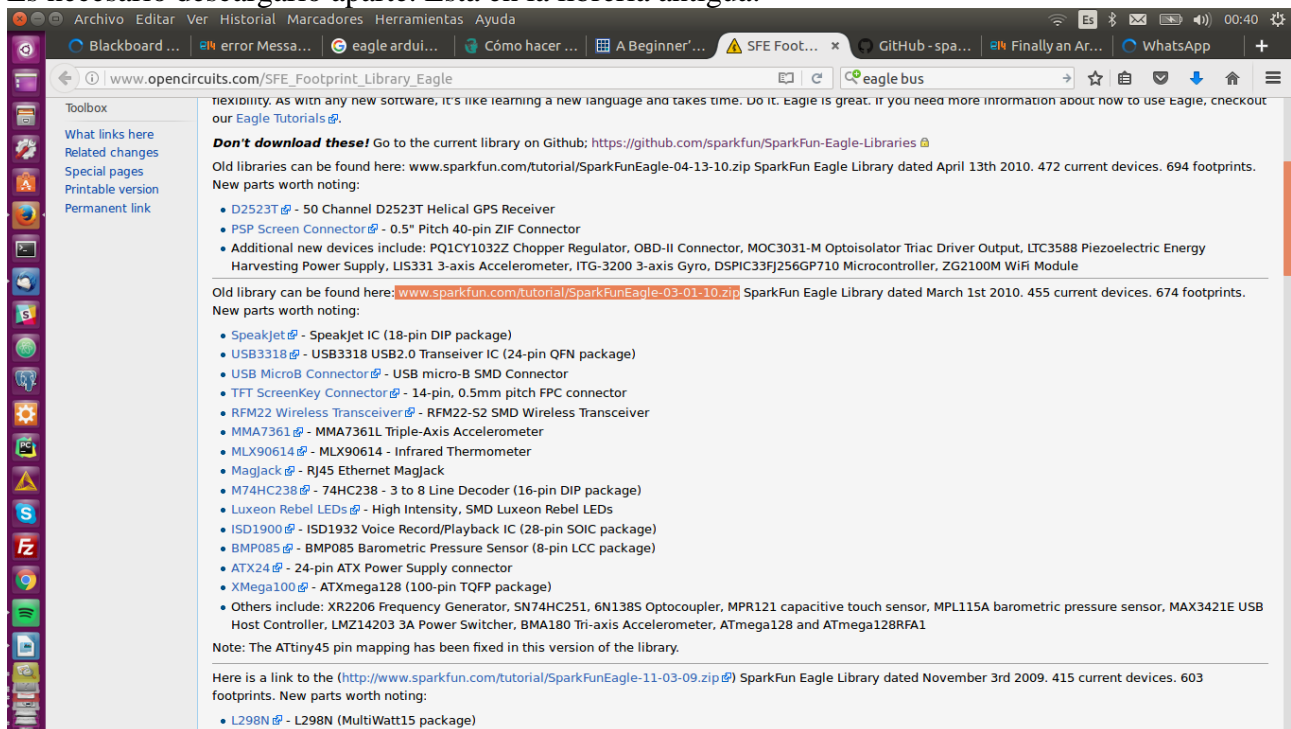 Es necesario descargarlo aparte. Está en la librería antigua:
Archivo Editar Ver Historial Marcadores Herramientas Ayuda
Es
00:40
Blackboard ...
error Messa...
eagle ardui...
Cómo hacer ...
A Beginner'...
SFE Foot...
GitHub - spa...
Finally an Ar...
WhatsApp
www.opencircuits.com/SFE_Footprint_Library_Eagle
eagle bus
Toolbox
What links here
Related changes
Special pages
Printable version
Permanent link
flexibility. As with any new software, it's like learning a new language and takes time. Do it. Eagle is great. If you need more information about how to use Eagle, checkout
our Eagle Tutorials.
Don't download these! Go to the current library on Github; https://github.com/sparkfun/SparkFun-Eagle-Libraries
Old libraries can be found here: www.sparkfun.com/tutorial/SparkFunEagle-04-13-10.zip SparkFun Eagle Library dated April 13th 2010. 472 current devices. 694 footprints.
New parts worth noting:
• D2523T - 50 Channel D2523T Helical GPS Receiver
• PSP Screen Connector - 0.5" Pitch 40-pin ZIF Connector
• Additional new devices include: PQ1CY1032Z Chopper Regulator, OBD-II Connector, MOC3031-M Optoisolator Triac Driver Output, LTC3588 Piezoelectric Energy
Harvesting Power Supply, LIS331 3-axis Accelerometer, ITG-3200 3-axis Gyro, DSPIC33FJ256GP710 Microcontroller, ZG2100M WiFi Module
Old library can be found here: www.sparkfun.com/tutorial/SparkFunEagle-03-01-10.zip SparkFun Eagle Library dated March 1st 2010. 455 current devices. 674 footprints.
New parts worth noting:
• SpeakJet - SpeakJet IC (18-pin DIP package)
• USB3318 - USB3318 USB2.0 Transeiver IC (24-pin QFN package)
• USB MicroB Connector - USB micro-B SMD Connector
• TFT ScreenKey Connector - 14-pin, 0.5mm pitch FPC connector
• RFM22 Wireless Transceiver - RFM22-S2 SMD Wireless Transceiver
• MMA7361 - MMA7361L Triple-Axis Accelerometer
• MLX90614 - MLX90614 - Infrared Thermometer
• MagJack - RJ45 Ethernet MagJack
• M74HC238 - 74HC238 - 3 to 8 Line Decoder (16-pin DIP package)
• Luxeon Rebel LEDs - High Intensity, SMD Luxeon Rebel LEDs
• ISD1900 - ISD1932 Voice Record/Playback IC (28-pin SOIC package)
• BMP085 - BMP085 Barometric Pressure Sensor (8-pin LCC package)
• ATX24 - 24-pin ATX Power Supply connector
• XMega100 - ATXmega128 (100-pin TQFP package)
• Others include: XR2206 Frequency Generator, SN74HC251, 6N138S Optocoupler, MPR121 capacitive touch sensor, MPL115A barometric pressure sensor, MAX3421E USB
Host Controller, LMZ14203 3A Power Switcher, BMA180 Tri-axis Accelerometer, ATmega128 and ATmega128RFA1
Note: The ATtiny45 pin mapping has been fixed in this version of the library.
Here is a link to the (http://www.sparkfun.com/tutorial/SparkFunEagle-11-03-09.zip) SparkFun Eagle Library dated November 3rd 2009. 415 current devices. 603
footprints. New parts worth noting:
• L298N - L298N (MultiWatt15 package)